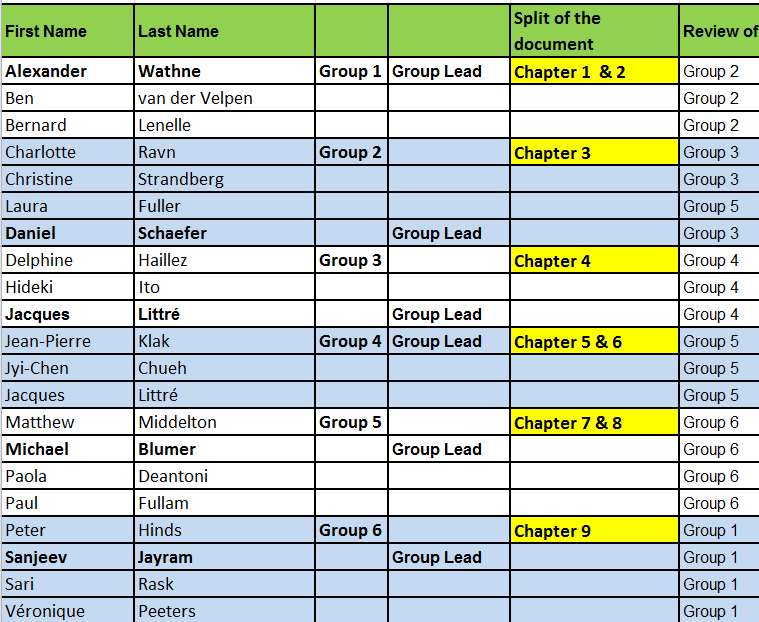 First Name Last Name Split of the document Review of
Alexander Wathne Group 1 Group Lead Chapter 1 & 2 Group 2
Ben van der Velpen Group 2
Bernard Lenelle Group 2
Charlotte Ravn Group 2 Chapter 3 Group 3
Christine Strandberg Group 3
Laura Fuller Group 5
Daniel Schaefer Group Lead Group 3
Delphine Haillez Group 3 Chapter 4 Group 4
Hideki Ito Group 4
Jacques Littré Group Lead Group 4
Jean-Pierre Klak Group 4 Group Lead Chapter 5 & 6 Group 5
Jyi-Chen Chueh Group 5
Jacques Littré Group 5
Matthew Middelton Group 5 Chapter 7 & 8 Group 6
Michael Blumer Group Lead Group 6
Paola Deantoni Group 6
Paul Fullam Group 6
Peter Hinds Group 6 Chapter 9 Group 1
Sanjeev Jayram Group Lead Group 1
Sari Rask Group 1
Véronique Peeters Group 1